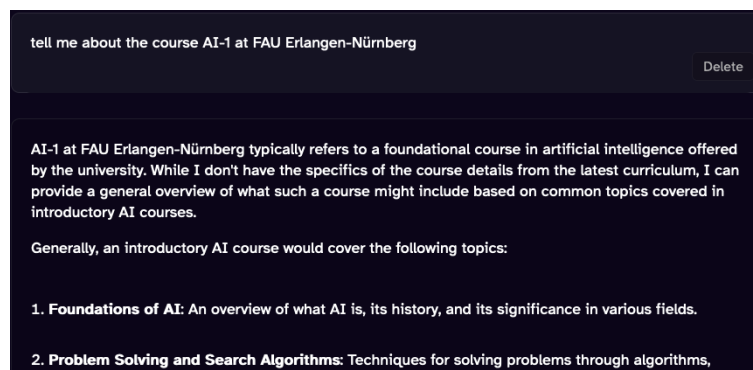 tell me about the course AI-1 at FAU Erlangen-Nürnberg
Delete
AI-1 at FAU Erlangen-Nürnberg typically refers to a foundational course in artificial intelligence offered
by the university. While I don't have the specifics of the course details from the latest curriculum, I can
provide a general overview of what such a course might include based on common topics covered in
introductory AI courses.
Generally, an introductory AI course would cover the following topics:
1. Foundations of AI: An overview of what AI is, its history, and its significance in various fields.
2. Problem Solving and Search Algorithms: Techniques for solving problems through algorithms,